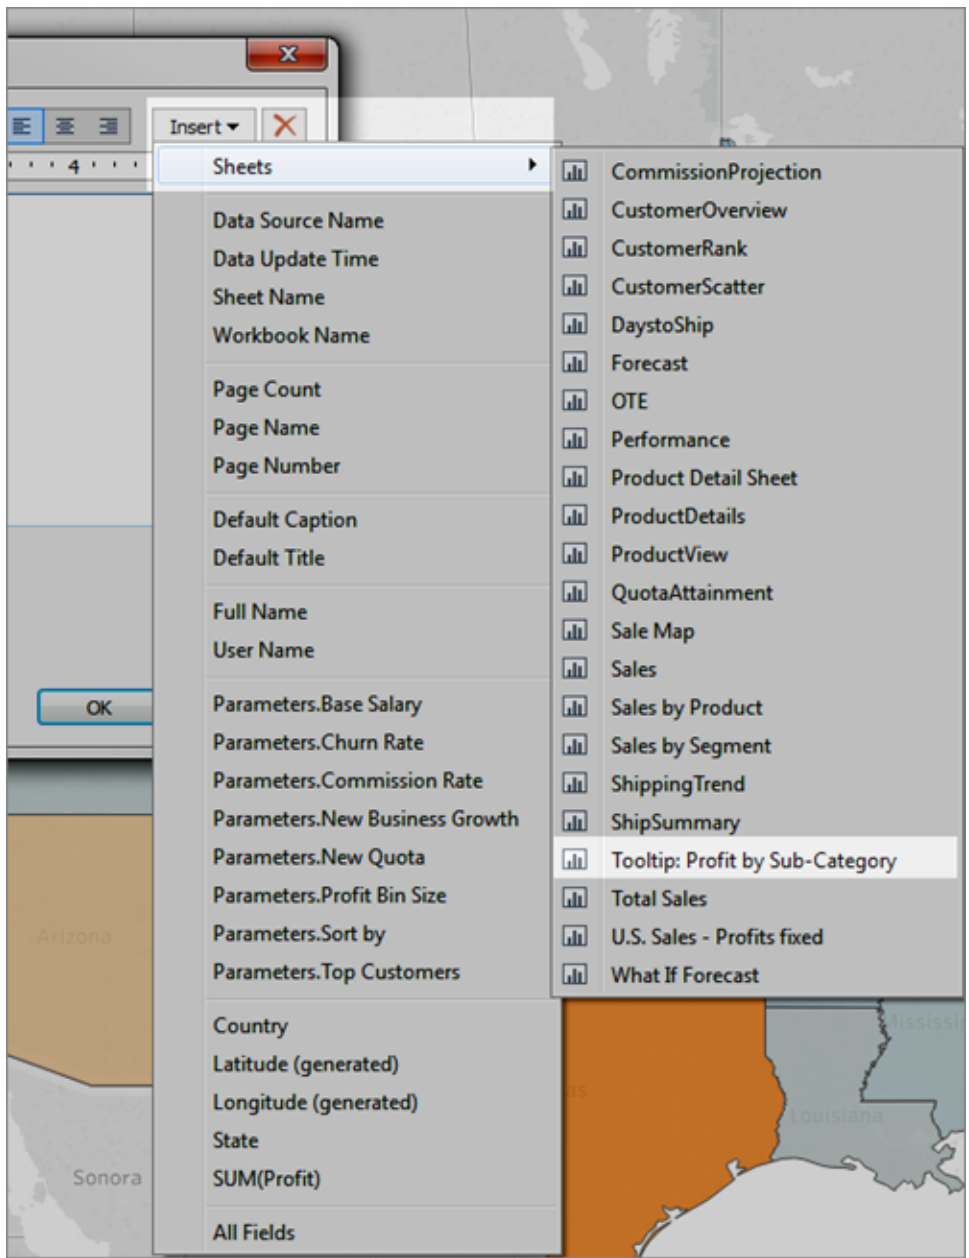 Insert
4
Sheets
Data Source Name
Data Update Time
Sheet Name
Workbook Name
Page Count
Page Name
Page Number
Default Caption
Default Title
Full Name
User Name
OK
Parameters.Base Salary
Parameters.Churn Rate
Parameters.Commission Rate
Parameters.New Business Growth
Parameters.New Quota
Parameters.Profit Bin Size
Parameters.Sort by
Parameters.Top Customers
Country
Latitude (generated)
Longitude (generated)
State
SUM(Profit)
All Fields
CommissionProjection
CustomerOverview
CustomerRank
CustomerScatter
DaystoShip
Forecast
OTE
Performance
Product Detail Sheet
ProductDetails
ProductView
QuotaAttainment
Sale Map
Sales
Sales by Product
Sales by Segment
ShippingTrend
ShipSummary
Tooltip: Profit by Sub-Category
Total Sales
U.S. Sales - Profits fixed
What If Forecast
Arizona
Sonora
as
Mississi
Louisiana